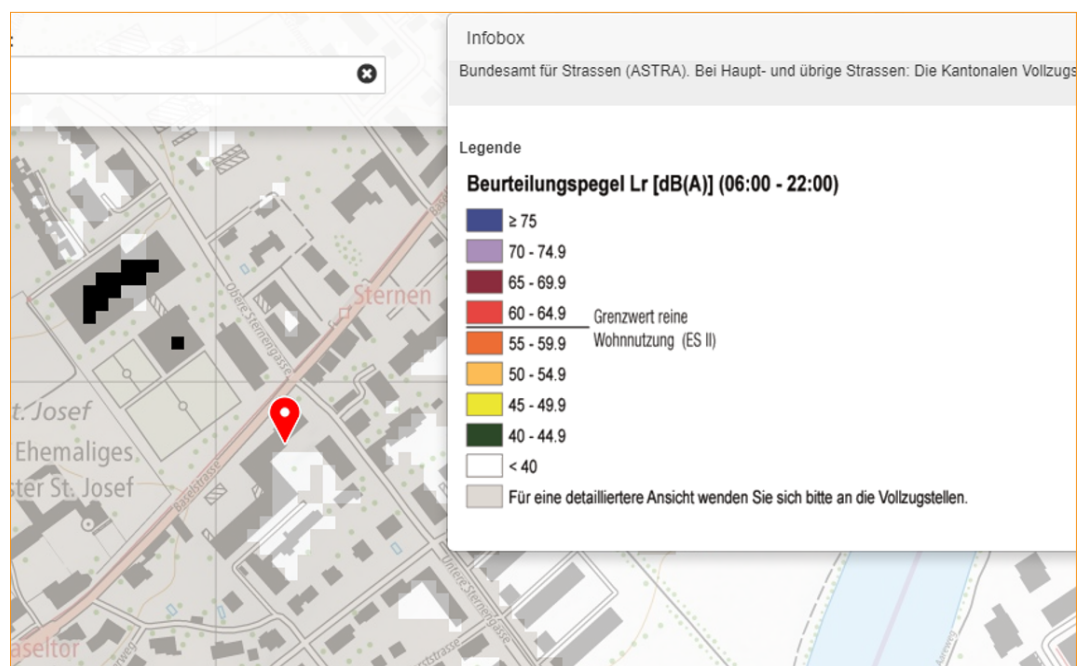 :
Infobox
Bundesamt für Strassen (ASTRA). Bei Haupt- und übrige Strassen: Die Kantonalen Vollzugs
Legende
Beurteilungspegel Lr [dB(A)] (06:00 - 22:00)
≥ 75
70 - 74.9
65 - 69.9
60 - 64.9
Grenzwert reine
Wohnnutzung (ES II)
55 - 59.9
50 - 54.9
45 - 49.9
40 - 44.9
< 40
Für eine detailliertere Ansicht wenden Sie sich bitte an die Vollzugstellen.
Sternen
Obere Sternengasse
t. Josef
Ehemaliges
ster St. Josef
Baselstrasse
Untere Sternengasse
aseltor
Aareweg